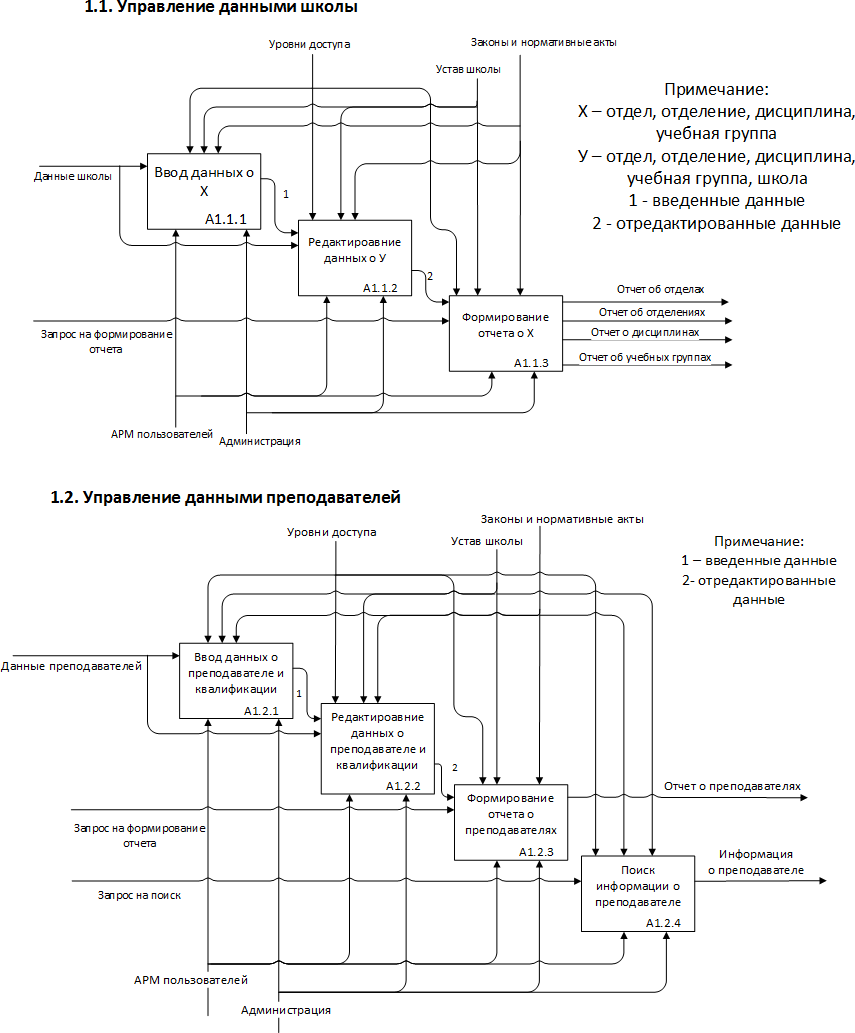 1.1. Управление данными школы
Уровни доступа
Законы и нормативные акты
Устав школы
Примечание:
Х – отдел, отделение, дисциплина,
учебная группа
У – отдел, отделение, дисциплина,
учебная группа, школа
1 - введенные данные
2 - отредактированные данные
Данные школы
Ввод данных о
Х
А1.1.1
1
Редактироавние
данных о У
А1.1.2
2
Запрос на формирование
отчета
Формирование
отчета о Х
А1.1.3
Отчет об отделах
Отчет об отделениях
Отчет о дисциплинах
Отчет об учебных группах
АРМ пользователей
Администрация
1.2. Управление данными преподавателей
Уровни доступа
Законы и нормативные акты
Устав школы
Примечание:
1 – введенные данные
2- отредактированные
данные
Данные преподавателей
Ввод данных о
преподавателе и
квалификации
А1.2.1
1
Редактироавние
данных о
преподавателе и
квалификации
А1.2.2
2
Запрос на формирование
отчета
Формирование
отчета о
преподавателях
А1.2.3
Отчет о преподавателях
Запрос на поиск
Поиск
информации о
преподавателе
А1.2.4
Информация
о преподавателе
АРМ пользователей
Администрация